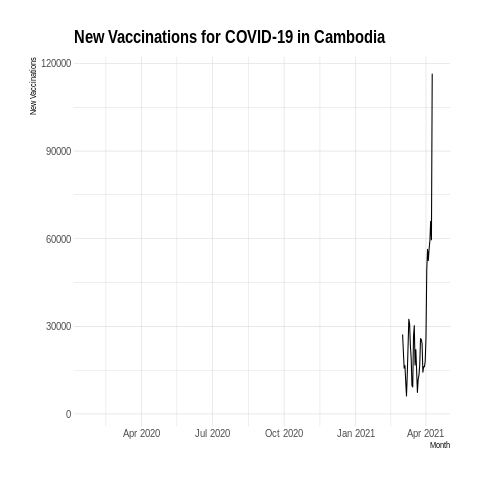 New Vaccinations for COVID-19 in Cambodia
New Vaccinations
120000
90000
60000
30000
0
Apr 2020 Jul 2020 Oct 2020 Jan 2021 Apr 2021
Month